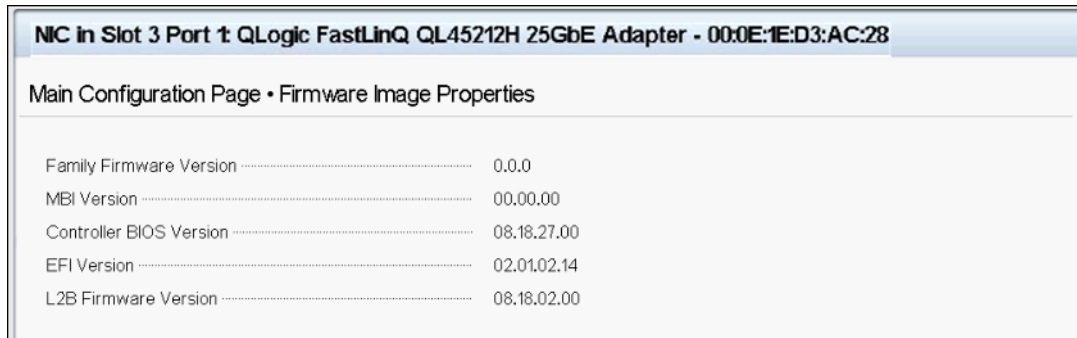 NIC in Slot 3 Port 1: QLogic FastLinQ QL45212H 25GbE Adapter - 00:0E:1E:D3:AC:28
Main Configuration Page • Firmware Image Properties
Family Firmware Version 0.0.0
MBI Version 00.00.00
Controller BIOS Version 08.18.27.00
EFI Version 02.01.02.14
L2B Firmware Version 08.18.02.00